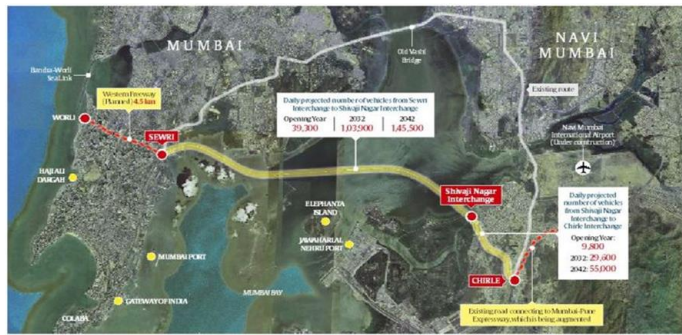 MUMBAI
NAVI
MUMBAI
Old Vashi
Bridge
Bandra-Worli
Sea Link
Existing route
Western Freeway
(Planned) 4.5 km
WORLI
SEWRI
Daily projected number of vehicles from Sewri
Interchange to Shivaji Nagar Interchange
Opening Year 2032 2042
39,300 1,03,900 1,45,500
Navi Mumbai
International Airport
(Under construction)
HAJI ALI
DARGAH
Shivaji Nagar
Interchange
Daily projected
number of vehicles
from Shivaji Nagar
Interchange to
Chirle Interchange
Opening Year:
9,800
2032: 29,600
2042: 55,000
ELEPHANTA
ISLAND
JAWAHARLAL
NEHRU PORT
MUMBAI PORT
CHIRLE
MUMBAI BAY
GATEWAY OF INDIA
COLABA
Existing road connecting to Mumbai-Pune
Expressway, which is being augmented